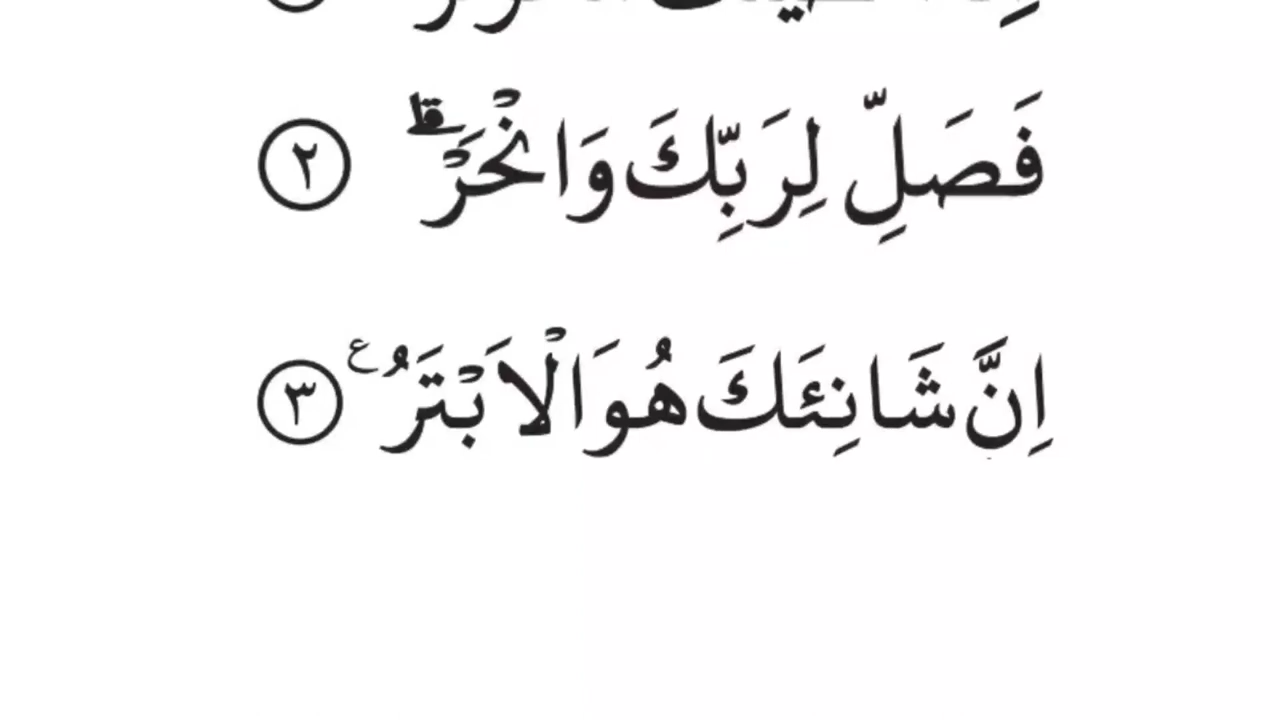 فَصَلِّ لِرَبِّكَ وَانْحَرْۗ ٢
اِنَّ شَانِئَكَ هُوَ الْاَبْتَرُ ࣖ ٣